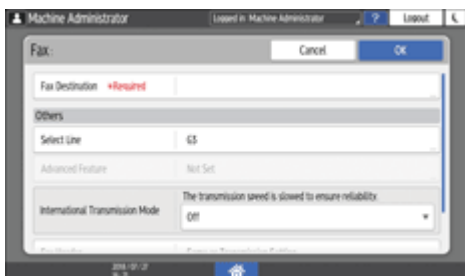 Machine Administrator
Logged in: Machine Administrator
?
Logout
Fax:
Cancel
OK
Fax Destination *Required
Others
Select Line G3
Advanced Feature Not Set
The transmission speed is slowed to ensure reliability.
International Transmission Mode
Off